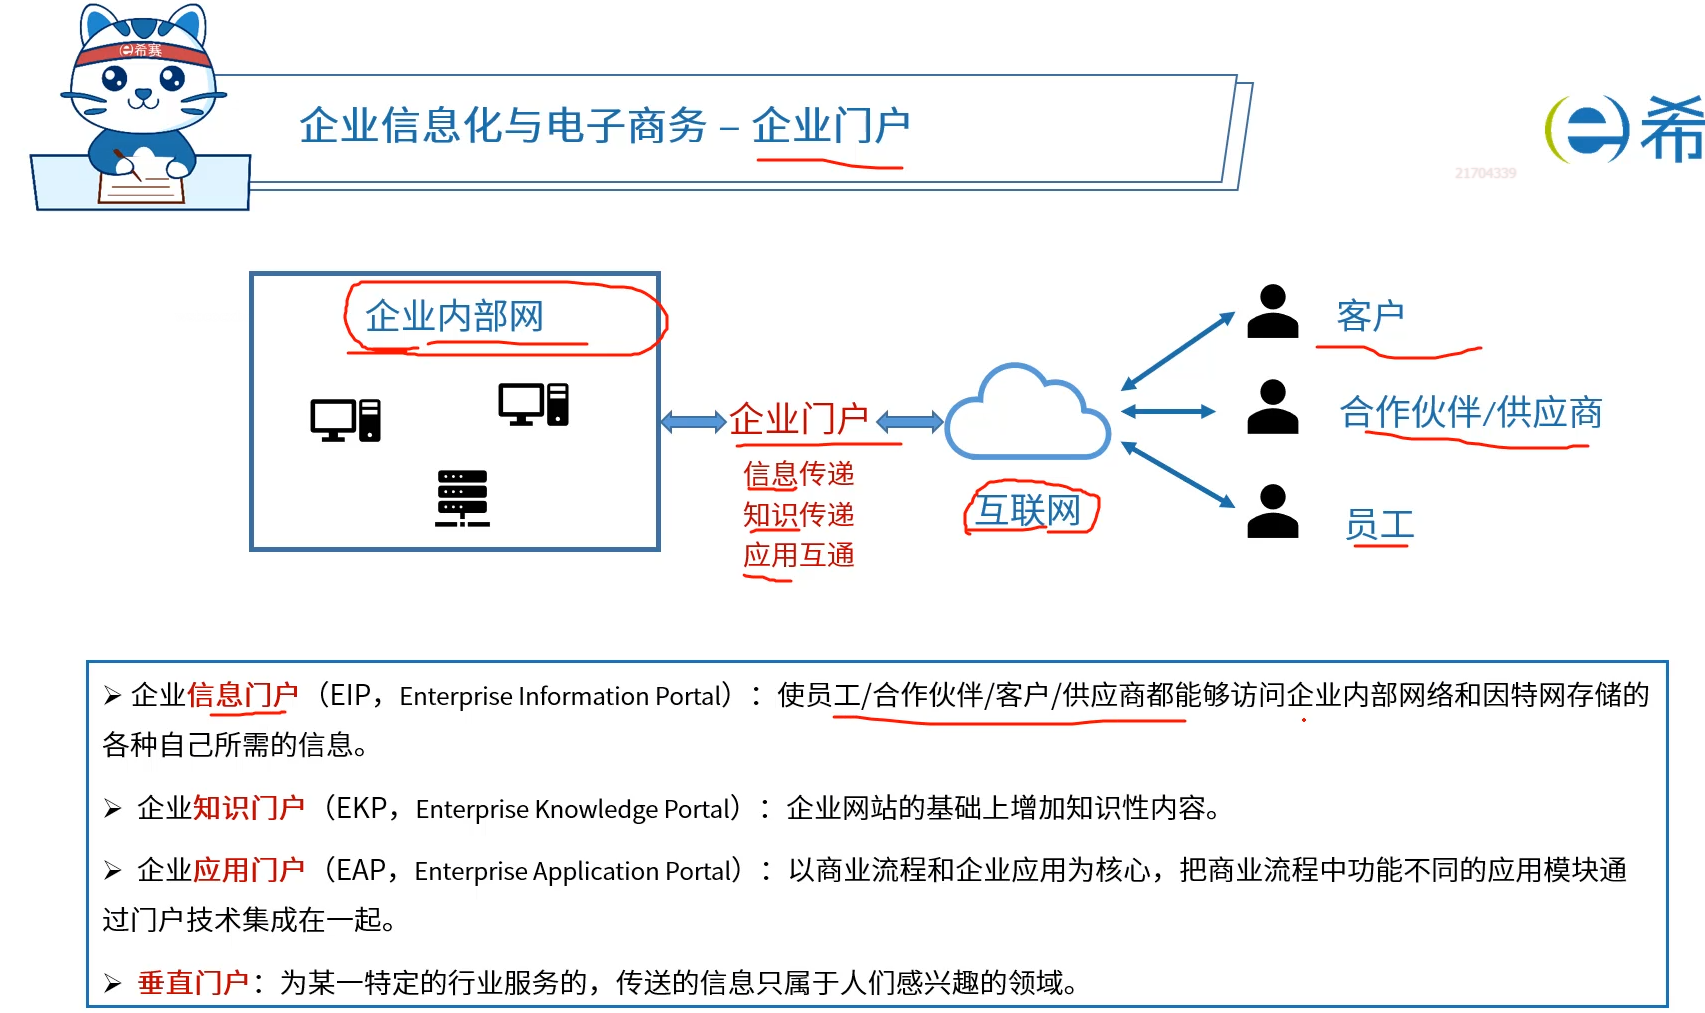 e希赛
企业信息化与电子商务 – 企业门户
e希
21704339
企业内部网
企业门户
信息传递
知识传递
应用互通
互联网
客户
合作伙伴/供应商
员工
➢ 企业信息门户（EIP，Enterprise Information Portal）：使员工/合作伙伴/客户/供应商都能够访问企业内部网络和因特网存储的
各种自己所需的信息。
➢ 企业知识门户（EKP，Enterprise Knowledge Portal）：企业网站的基础上增加知识性内容。
➢ 企业应用门户（EAP，Enterprise Application Portal）：以商业流程和企业应用为核心，把商业流程中功能不同的应用模块通
过门户技术集成在一起。
➢ 垂直门户：为某一特定的行业服务的，传送的信息只属于人们感兴趣的领域。